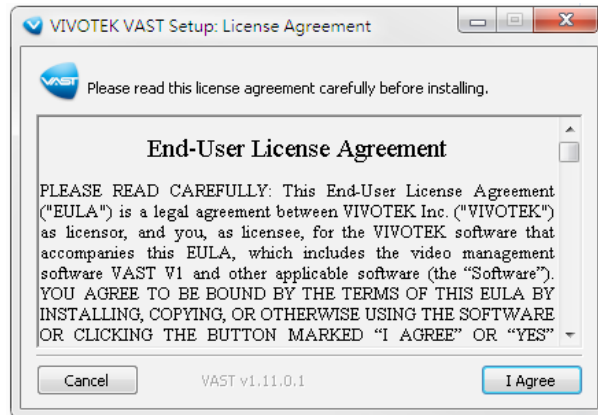 VIVOTEK VAST Setup: License Agreement
VAST
Please read this license agreement carefully before installing.
End-User License Agreement
PLEASE READ CAREFULLY: This End-User License Agreement
("EULA") is a legal agreement between VIVOTEK Inc. ("VIVOTEK")
as licensor, and you, as licensee, for the VIVOTEK software that
accompanies this EULA, which includes the video management
software VAST V1 and other applicable software (the “Software”).
YOU AGREE TO BE BOUND BY THE TERMS OF THIS EULA BY
INSTALLING, COPYING, OR OTHERWISE USING THE SOFTWARE
OR CLICKING THE BUTTON MARKED “I AGREE” OR “YES”
Cancel VAST v1.11.0.1 I Agree